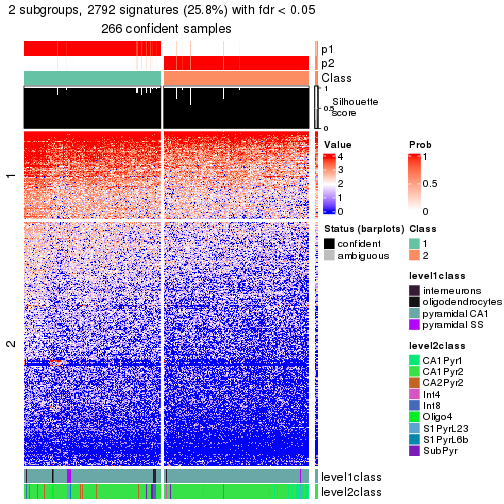 2 subgroups, 2792 signatures (25.8%) with fdr < 0.05
266 confident samples
p1
p2
Class
1
0.5
0
Silhouette
score
1
2
level1class
level2class
Value
4
3
2
1
0
Prob
1
0.5
0
Status (barplots)
confident
ambiguous
Class
1
2
level1class
interneurons
oligodendrocytes
pyramidal CA1
pyramidal SS
level2class
CA1Pyr1
CA1Pyr2
CA2Pyr2
Int4
Int8
Oligo4
S1PyrL23
S1PyrL6b
SubPyr